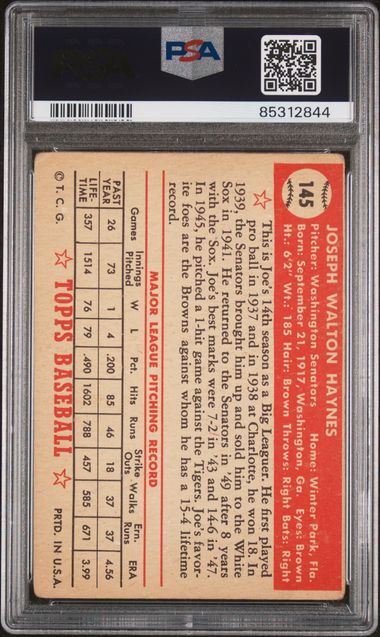 PSA
PSA
85312844
145
JOSEPH WALTON HAYNES
Pitcher: Washington Senators Home: Winter Park, Fla.
Born: September 21, 1917, Washington, Ga. Eyes: Brown
Ht.: 6'2" Wt.: 185 Hair: Brown Throws: Right Bats: Right
This is Joe's 14th season as a Big Leaguer. He first played
pro ball in 1937 and in 1938 at Charlotte, he won 18. In
1939, the Senators brought him up and sold him to the White
Sox in 1941. He returned to the Senators in '49 after 8 years
with the Sox. Joe's best marks were 7-2 in '43 and 14-6 in '47.
In 1945, he pitched a 1-hit game against the Tigers. Joe's favor-
ite foes are the Browns against whom he has a 15-4 lifetime
record.
MAJOR LEAGUE PITCHING RECORD
Games Innings Pitched W L Pct. Hits Runs Strike Outs Walks Ern. Runs ERA
PAST YEAR 26 73 1 4 .200 85 46 18 37 37 4.56
LIFE-TIME 357 1514 76 79 .490 1602 788 457 585 671 3.99
© T. C. G. ☆ TOPPS BASEBALL ☆ PRTD. IN U.S.A.